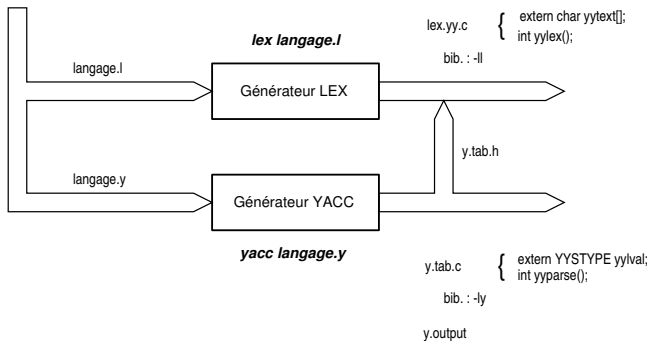 lex langage.l
lex.yy.c
{
extern char yytext[];
int yylex();
bib. : -ll
langage.l
Générateur LEX
y.tab.h
langage.y
Générateur YACC
yacc langage.y
y.tab.c
{
extern YYSTYPE yylval;
int yyparse();
bib. : -ly
y.output